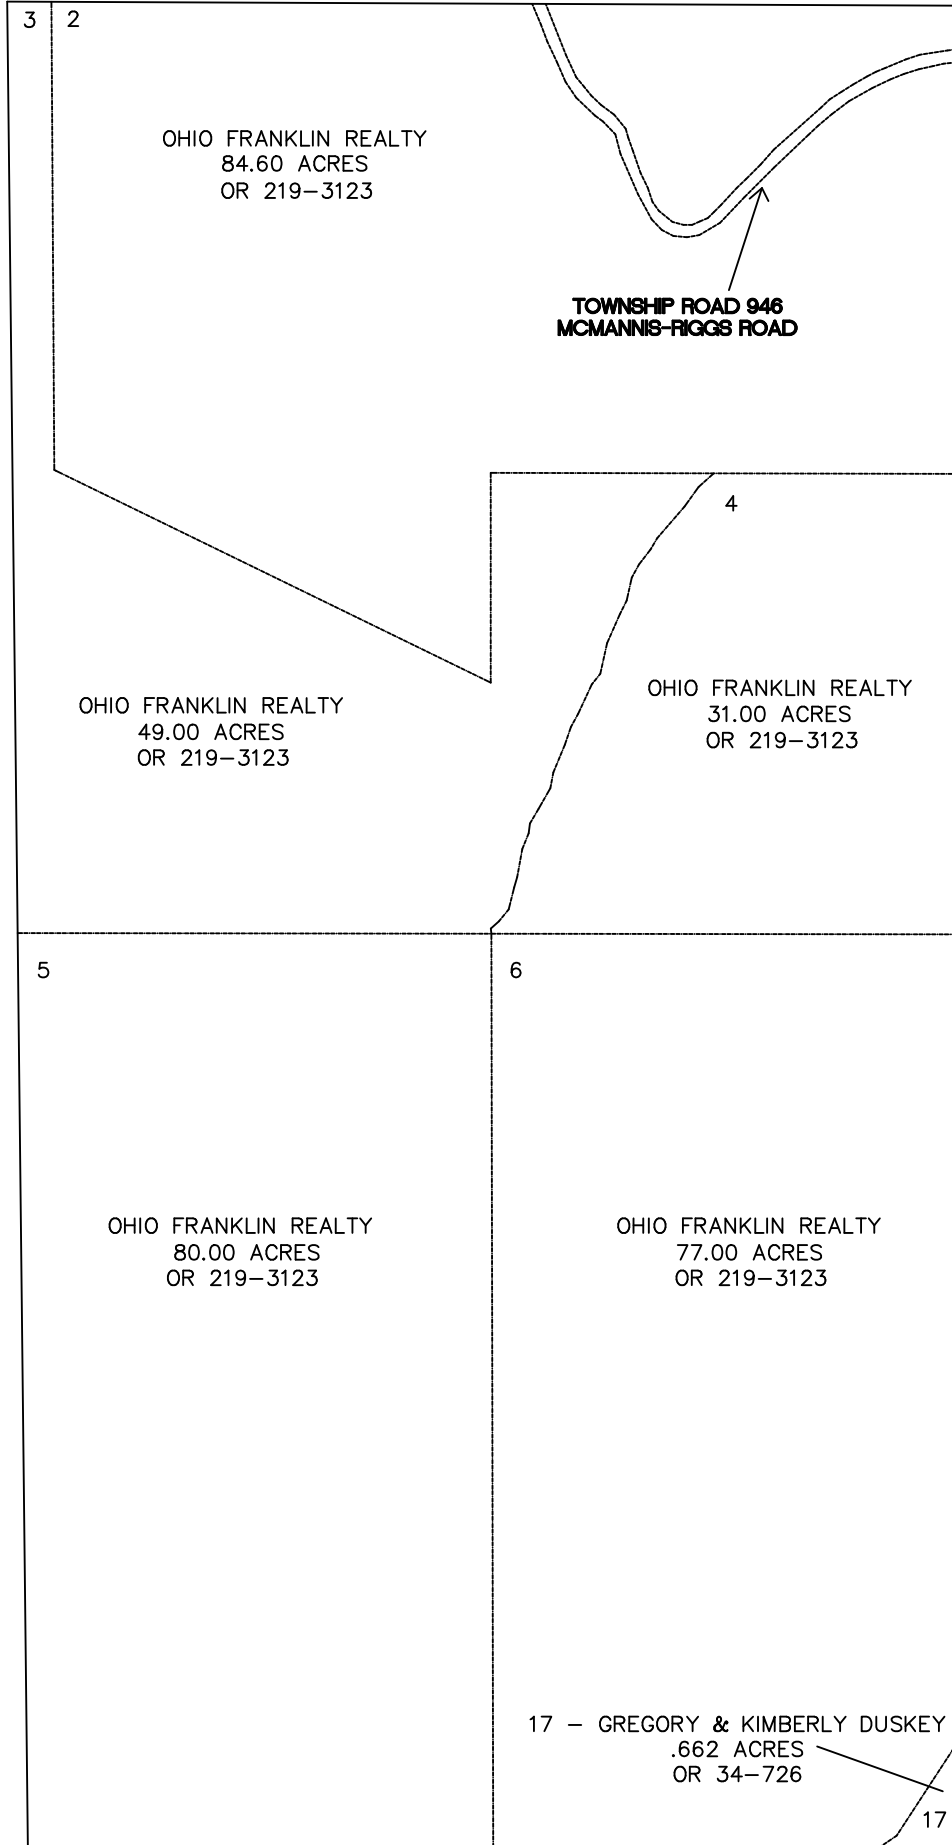 3
2
OHIO FRANKLIN REALTY
84.60 ACRES
OR 219-3123
TOWNSHIP ROAD 946
MCMANNIS-RIGGS ROAD
4
OHIO FRANKLIN REALTY
49.00 ACRES
OR 219-3123
OHIO FRANKLIN REALTY
31.00 ACRES
OR 219-3123
5
6
OHIO FRANKLIN REALTY
80.00 ACRES
OR 219-3123
OHIO FRANKLIN REALTY
77.00 ACRES
OR 219-3123
17 - GREGORY & KIMBERLY DUSKEY
.662 ACRES
OR 34-726
17